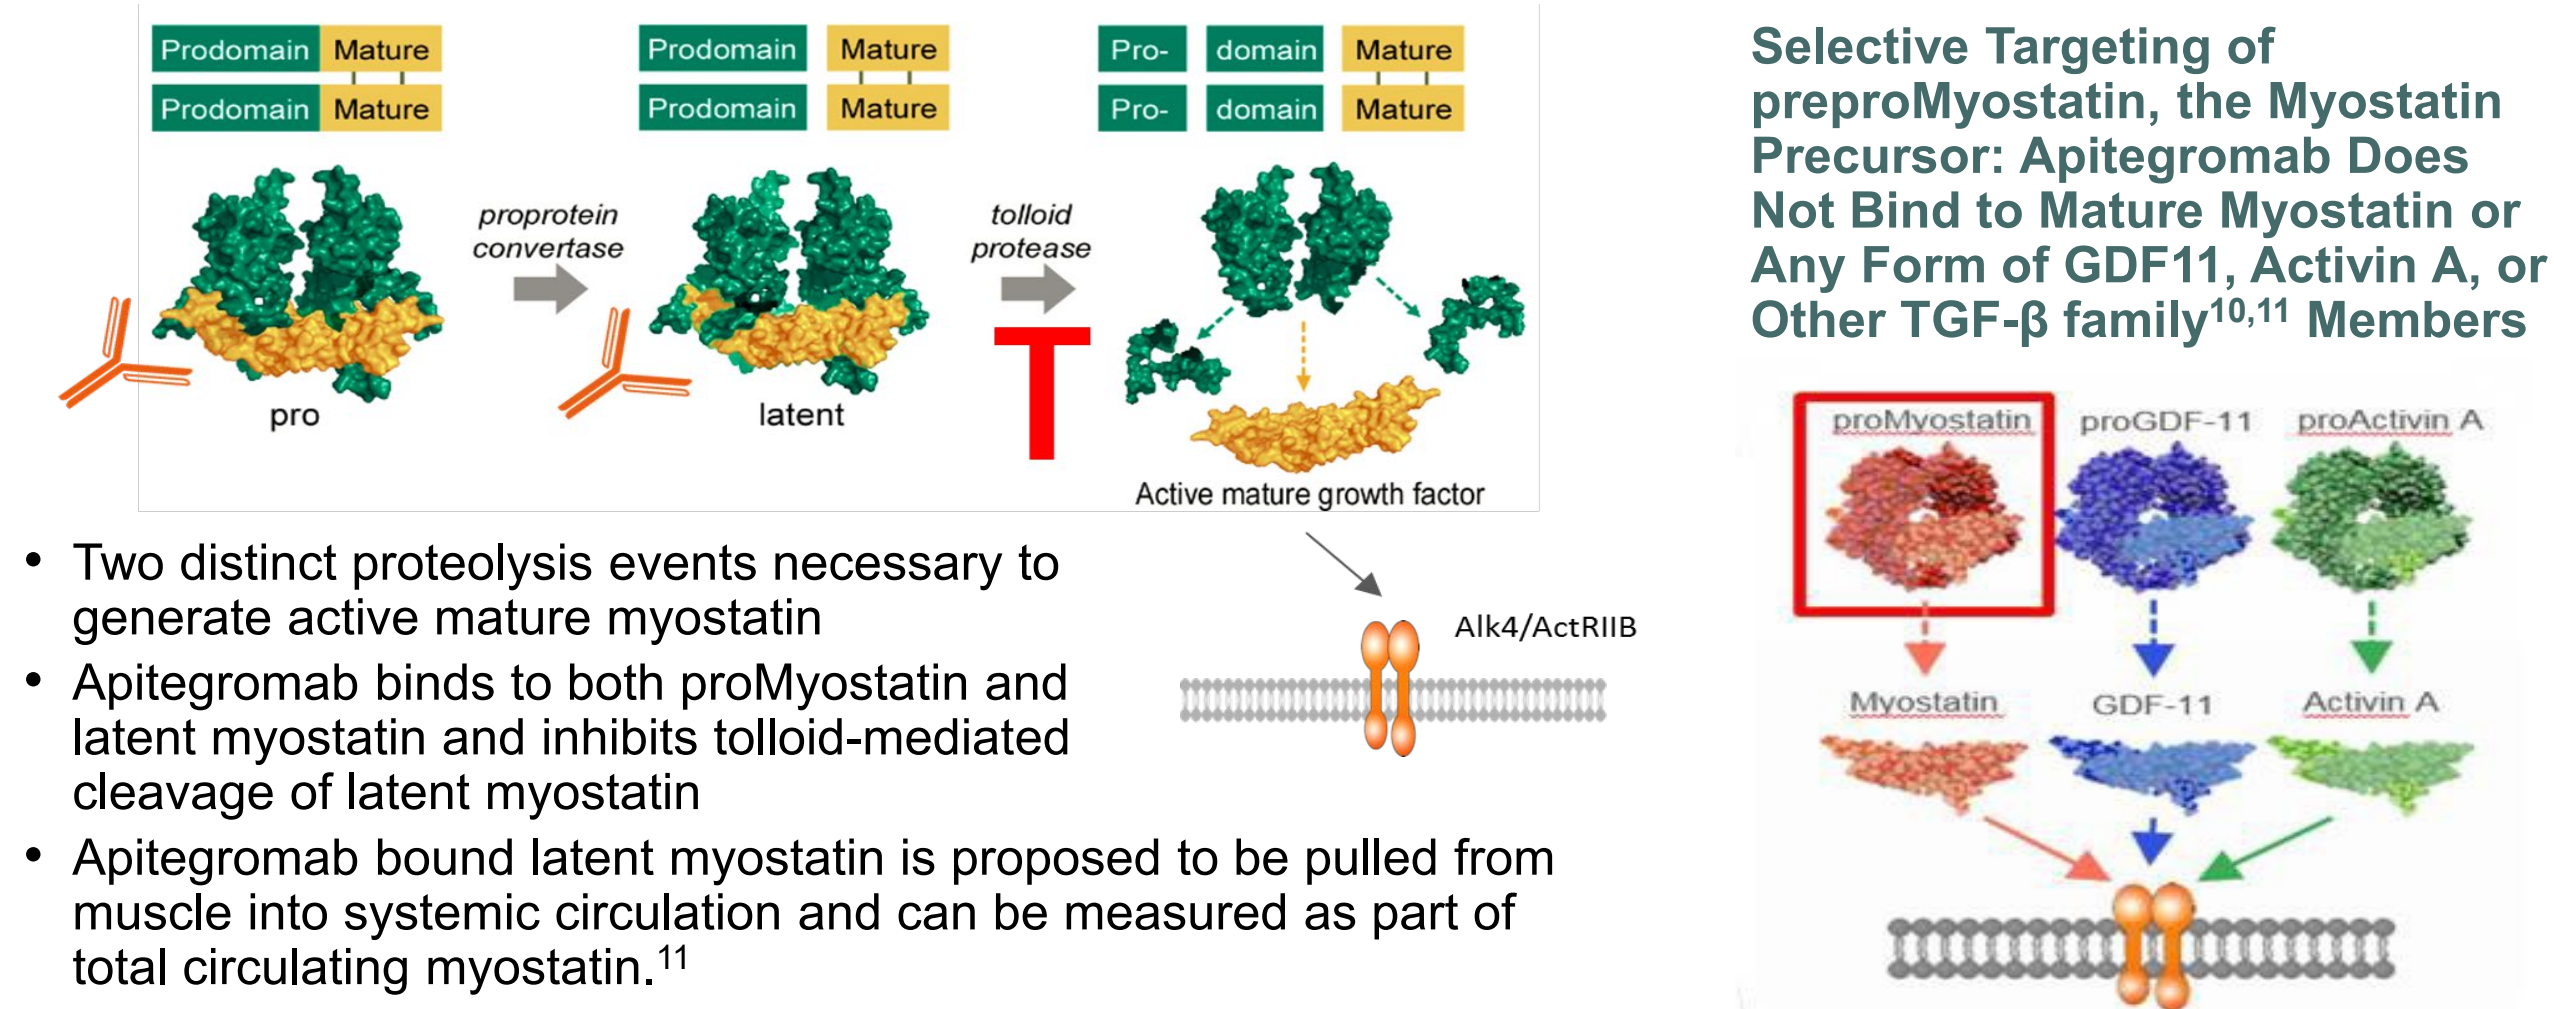 Prodomain Mature
Prodomain Mature
Prodomain Mature
Prodomain Mature
Pro- domain Mature
Pro- domain Mature
proprotein
convertase
tolloid
protease
T
pro
latent
Active mature growth factor
Alk4/ActRIIB
• Two distinct proteolysis events necessary to
generate active mature myostatin
• Apitegromab binds to both proMyostatin and
latent myostatin and inhibits tolloid-mediated
cleavage of latent myostatin
• Apitegromab bound latent myostatin is proposed to be pulled from
muscle into systemic circulation and can be measured as part of
total circulating myostatin.¹¹
Selective Targeting of
preproMyostatin, the Myostatin
Precursor: Apitegromab Does
Not Bind to Mature Myostatin or
Any Form of GDF11, Activin A, or
Other TGF-β family¹⁰,¹¹ Members
proMyostatin proGDF-11 proActivin A
Myostatin GDF-11 Activin A